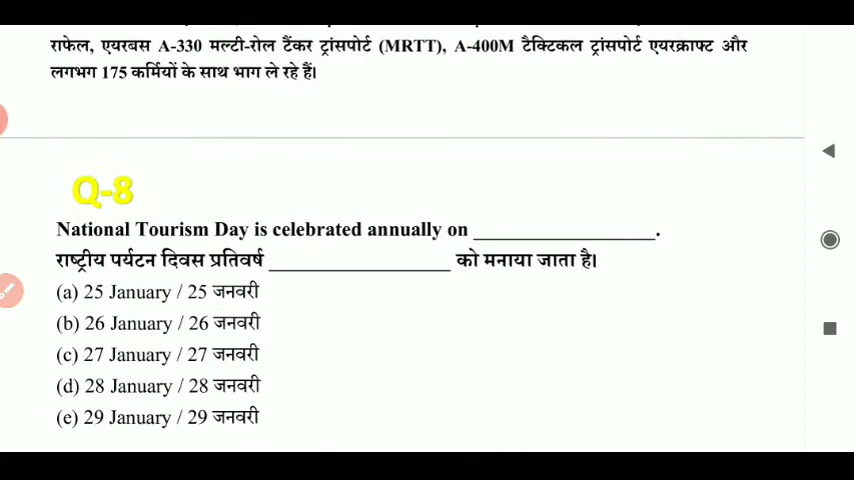 राफेल, एयरबस A-330 मल्टी-रोल टैंकर ट्रांसपोर्ट (MRTT), A-400M टैक्टिकल ट्रांसपोर्ट एयरक्राफ्ट और
लगभग 175 कर्मियों के साथ भाग ले रहे हैं।
Q-8
National Tourism Day is celebrated annually on __________________.
राष्ट्रीय पर्यटन दिवस प्रतिवर्ष __________________ को मनाया जाता है।
(a) 25 January / 25 जनवरी
(b) 26 January / 26 जनवरी
(c) 27 January / 27 जनवरी
(d) 28 January / 28 जनवरी
(e) 29 January / 29 जनवरी